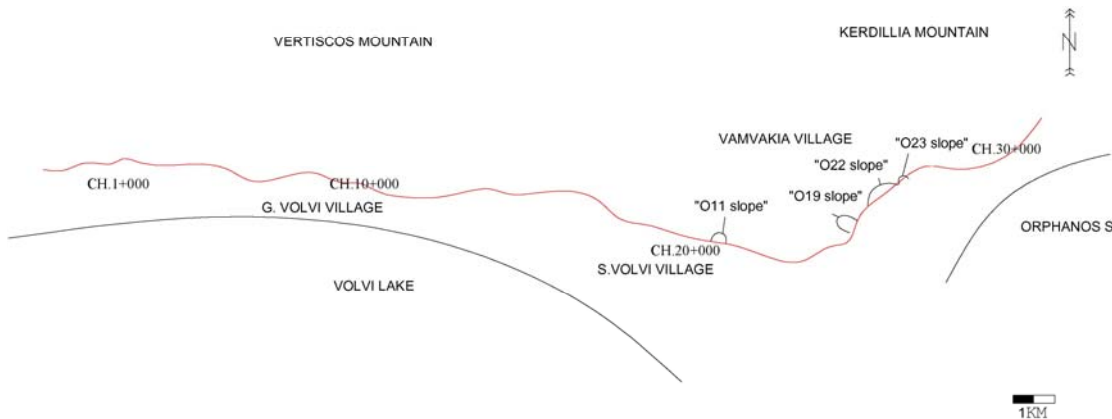 KERDILLIA MOUNTAIN
VERTISCOS MOUNTAIN
N
VAMVAKIA VILLAGE
"O23 slope"
CH.30+000
"O22 slope"
CH.1+000
CH.10+000
"O19 slope"
G. VOLVI VILLAGE
"O11 slope"
ORPHANOS S
CH.20+000
S.VOLVI VILLAGE
VOLVI LAKE
1KM